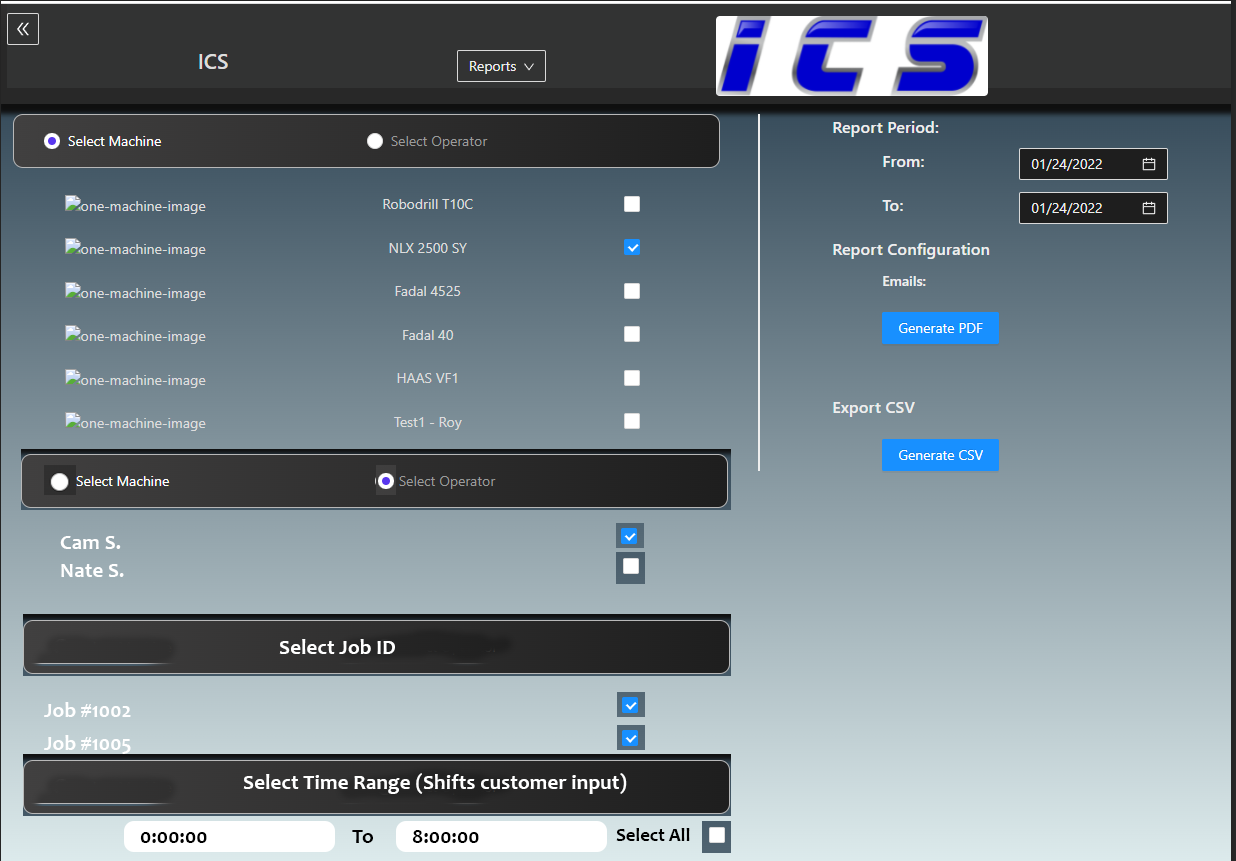 ICS
Reports
ICS
Select Machine Select Operator
one-machine-image Robodrill T10C
one-machine-image NLX 2500 SY
one-machine-image Fadal 4525
one-machine-image Fadal 40
one-machine-image HAAS VF1
one-machine-image Test1 - Roy
Select Machine Select Operator
Cam S.
Nate S.
Select Job ID
Job #1002
Job #1005
Select Time Range (Shifts customer input)
0:00:00 To 8:00:00 Select All
Report Period:
From: 01/24/2022
To: 01/24/2022
Report Configuration
Emails:
Generate PDF
Export CSV
Generate CSV